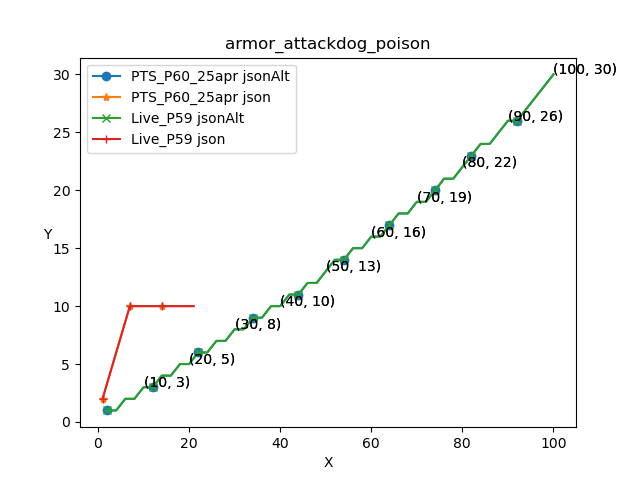 armor_attackdog_poison
PTS_P60_25apr jsonAlt
PTS_P60_25apr json
Live_P59 jsonAlt
Live_P59 json
(100, 30)
(90, 26)
(80, 22)
(70, 19)
(60, 16)
(50, 13)
(40, 10)
(30, 8)
(20, 5)
(10, 3)
30
25
20
15
10
5
0
Y
0 20 40 60 80 100
X